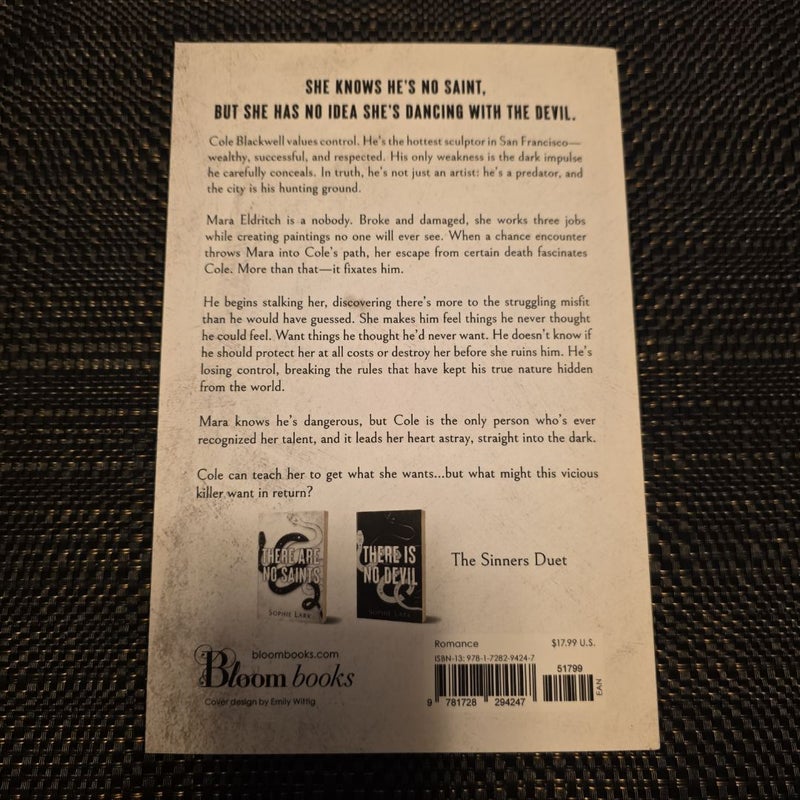 SHE KNOWS HE'S NO SAINT,
BUT SHE HAS NO IDEA SHE'S DANCING WITH THE DEVIL.
Cole Blackwell values control. He's the hottest sculptor in San Francisco—
wealthy, successful, and respected. His only weakness is the dark impulse
he carefully conceals. In truth, he's not just an artist: he's a predator, and
the city is his hunting ground.
Mara Eldritch is a nobody. Broke and damaged, she works three jobs
while creating paintings no one will ever see. When a chance encounter
throws Mara into Cole's path, her escape from certain death fascinates
Cole. More than that—it fixates him.
He begins stalking her, discovering there's more to the struggling misfit
than he would have guessed. She makes him feel things he never thought
he could feel. Want things he thought he'd never want. He doesn't know if
he should protect her at all costs or destroy her before she ruins him. He's
losing control, breaking the rules that have kept his true nature hidden
from the world.
Mara knows he's dangerous, but Cole is the only person who's ever
recognized her talent, and it leads her heart astray, straight into the dark.
Cole can teach her to get what she wants...but what might this vicious
killer want in return?
THERE ARE
NO SAINTS
SOPHIE LARK
THERE IS
NO DEVIL
SOPHIE LARK
The Sinners Duet
bloombooks.com
Bloom books
Cover design by Emily Wittig
Romance $17.99 U.S.
ISBN-13: 978-1-7282-9424-7
51799
EAN
9 781728 294247